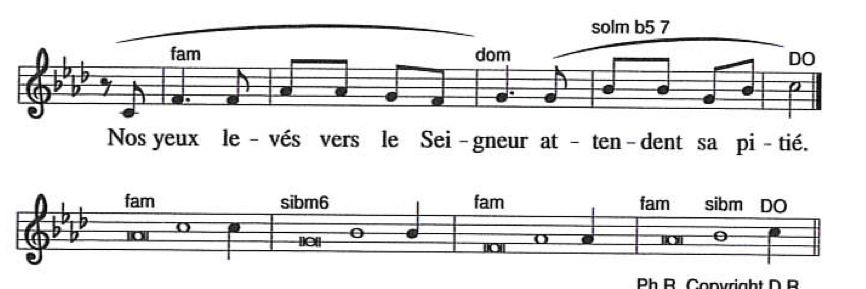 solm b5 7
fam dom DO
Nos yeux le - vés vers le Sei - gneur at - ten - dent sa pi - tié.
fam sibm6 fam fam sibm DO
Ph.R. Copyright D.R.